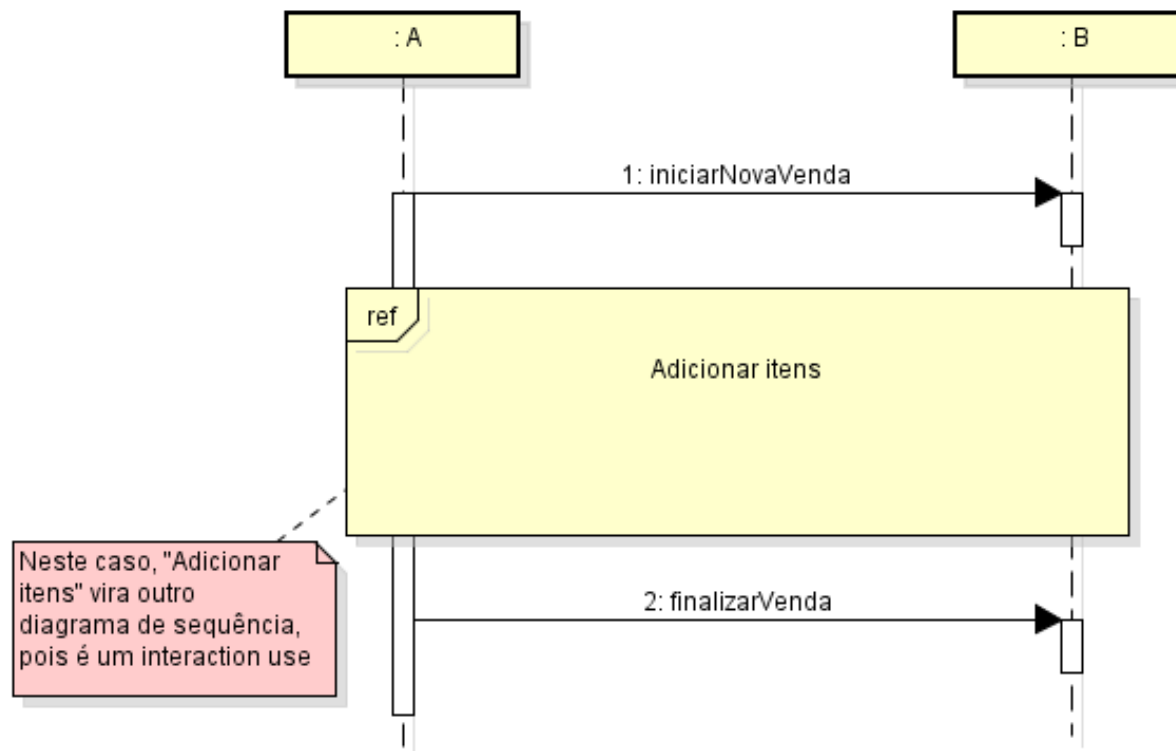 : A
: B
1: iniciarNovaVenda
ref
Adicionar itens
Neste caso, "Adicionar
itens" vira outro
diagrama de sequência,
pois é um interaction use
2: finalizarVenda